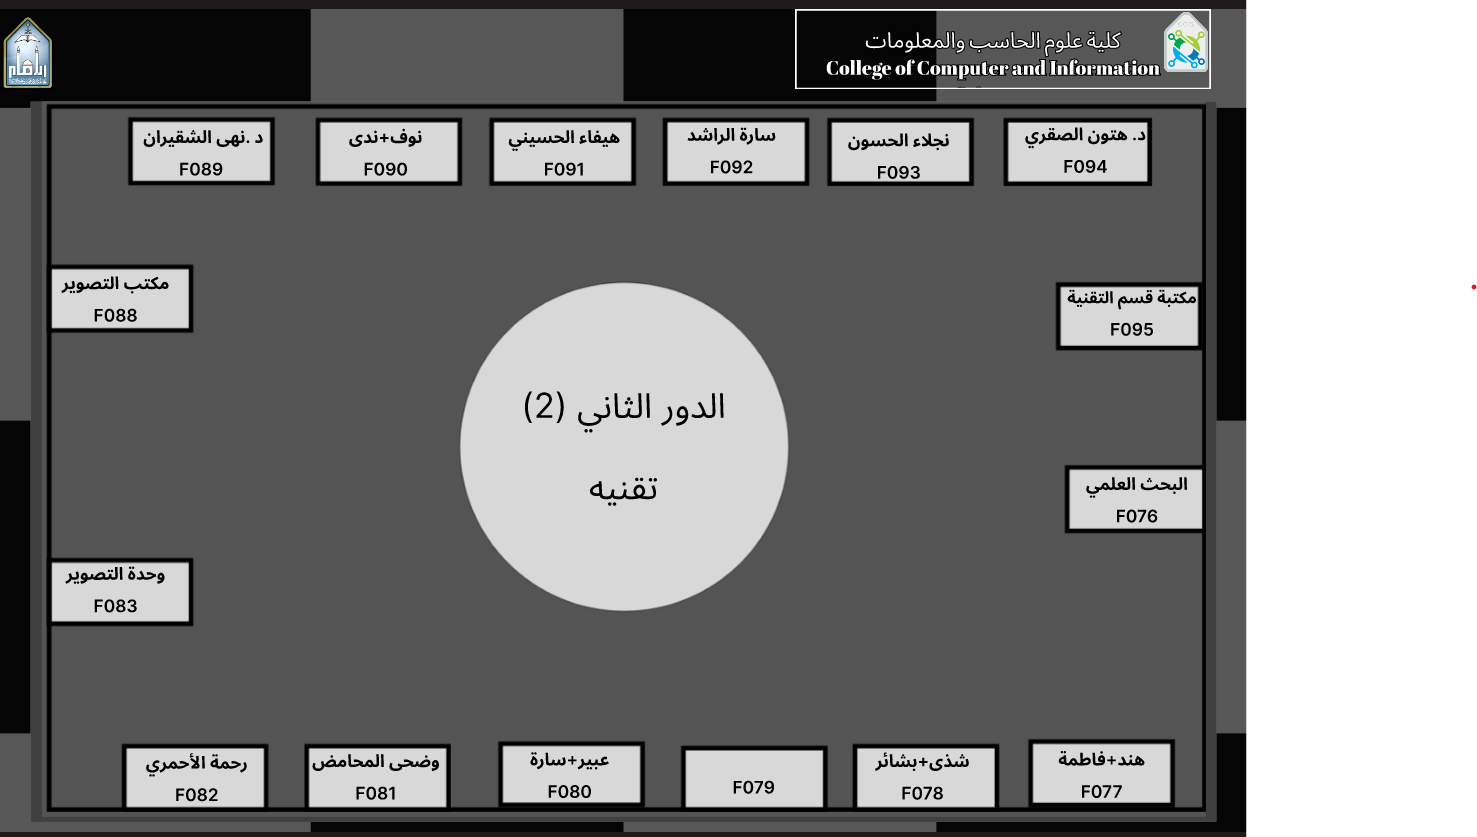 كلية علوم الحاسب والمعلومات
College of Computer and Information
د .نهى الشقيران
F089
نوف+ندى
F090
هيفاء الحسيني
F091
سارة الراشد
F092
نجلاء الحسون
F093
د. هتون الصقري
F094
مكتب التصوير
F088
مكتبة قسم التقنية
F095
الدور الثاني (2)
تقنيه
البحث العلمي
F076
وحدة التصوير
F083
رحمة الأحمري
F082
وضحى المحامض
F081
عبير+سارة
F080
F079
شذى+بشائر
F078
هند+فاطمة
F077